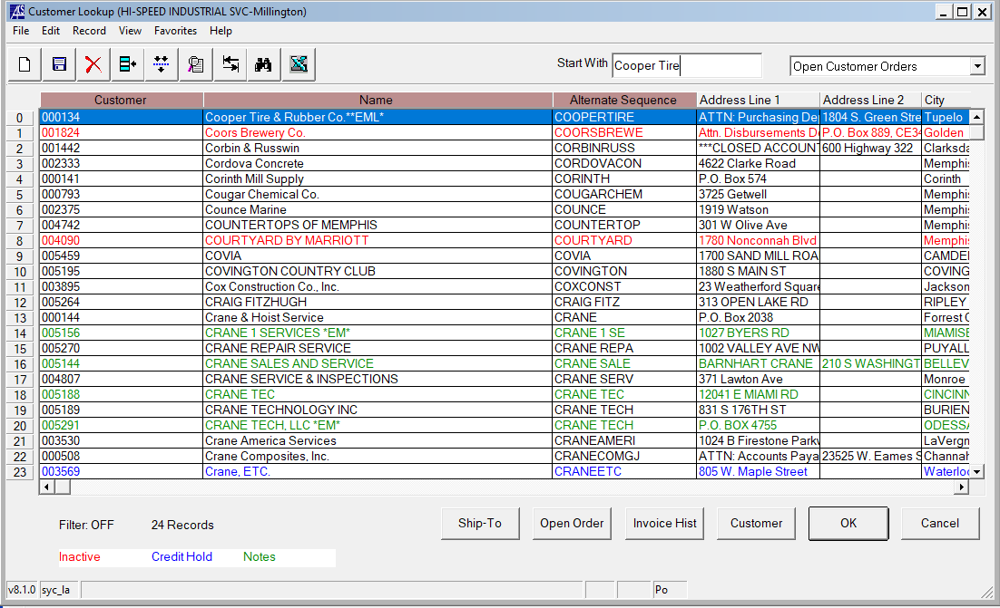 Customer Lookup (HI-SPEED INDUSTRIAL SVC-Millington)
File Edit Record View Favorites Help
Start With Cooper Tire Open Customer Orders
Customer Name Alternate Sequence Address Line 1 Address Line 2 City
0 000134 Cooper Tire & Rubber Co.**EML* COOPERTIRE ATTN: Purchasing De 1804 S. Green Stre Tupelo
1 001824 Coors Brewery Co. COORSBREWE Attn. Disbursements D P.O. Box 889, CE34 Golden
2 001442 Corbin & Russwin CORBINRUSS ***CLOSED ACCOUNT 600 Highway 322 Clarksda
3 002333 Cordova Concrete CORDOVACON 4622 Clarke Road Memphis
4 000141 Corinth Mill Supply CORINTH P.O. Box 574 Corinth
5 000793 Cougar Chemical Co. COUGARCHEM 3725 Getwell Memphis
6 002375 Counce Marine COUNCE 1919 Watson Memphis
7 004742 COUNTERTOPS OF MEMPHIS COUNTERTOP 301 W Olive Ave Memphis
8 004090 COURTYARD BY MARRIOTT COURTYARD 1780 Nonconnah Blvd Memphis
9 005459 COVIA COVIA 1700 SAND MILL ROA CAMDE
10 005195 COVINGTON COUNTRY CLUB COVINGTON 1880 S MAIN ST COVING
11 003895 Cox Construction Co., Inc. COXCONST 23 Weatherford Square Jackson
12 005264 CRAIG FITZHUGH CRAIG FITZ 313 OPEN LAKE RD RIPLEY
13 000144 Crane & Hoist Service CRANE P.O. Box 2038 Forrest C
14 005156 CRANE 1 SERVICES *EM* CRANE 1 SE 1027 BYERS RD MIAMISB
15 005270 CRANE REPAIR SERVICE CRANE REPA 1002 VALLEY AVE NW PUYALL
16 005144 CRANE SALES AND SERVICE CRANE SALE BARNHART CRANE 210 S WASHINGT BELLEV
17 004807 CRANE SERVICE & INSPECTIONS CRANE SERV 371 Lawton Ave Monroe
18 005188 CRANE TEC CRANE TEC 12041 E MIAMI RD CINCINN
19 005189 CRANE TECHNOLOGY INC CRANE TECH 831 S 176TH ST BURIEN
20 005291 CRANE TECH, LLC *EM* CRANE TECH P.O. BOX 4755 ODESSA
21 003530 Crane America Services CRANEAMERI 1024 B Firestone Parkw LaVergn
22 000508 Crane Composites, Inc. CRANECOMGJ ATTN: Accounts Paya 23525 W. Eames S Channah
23 003569 Crane, ETC. CRANEETC 805 W. Maple Street Waterloo
Ship-To Open Order Invoice Hist Customer OK Cancel
Filter: OFF 24 Records
Inactive Credit Hold Notes
v8.1.0 syc_la Po